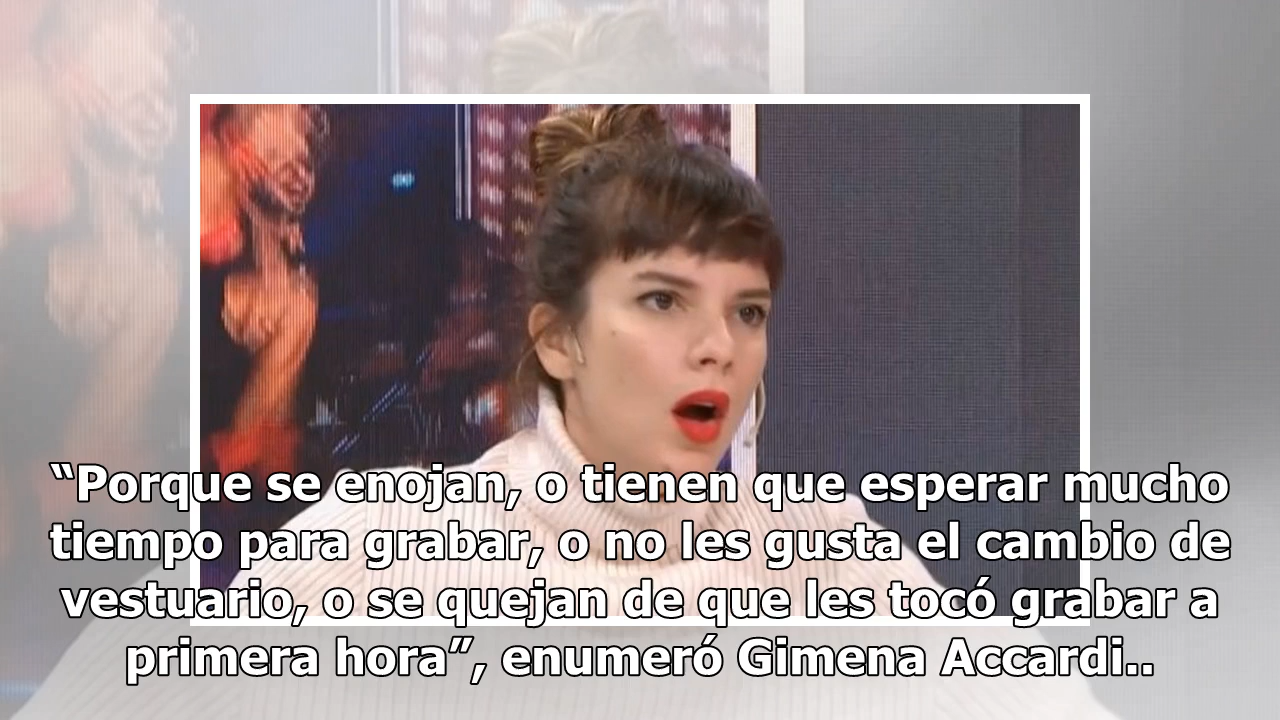 “Porque se enojan, o tienen que esperar mucho
tiempo para grabar, o no les gusta el cambio de
vestuario, o se quejan de que les tocó grabar a
primera hora”, enumeró Gimena Accardi..